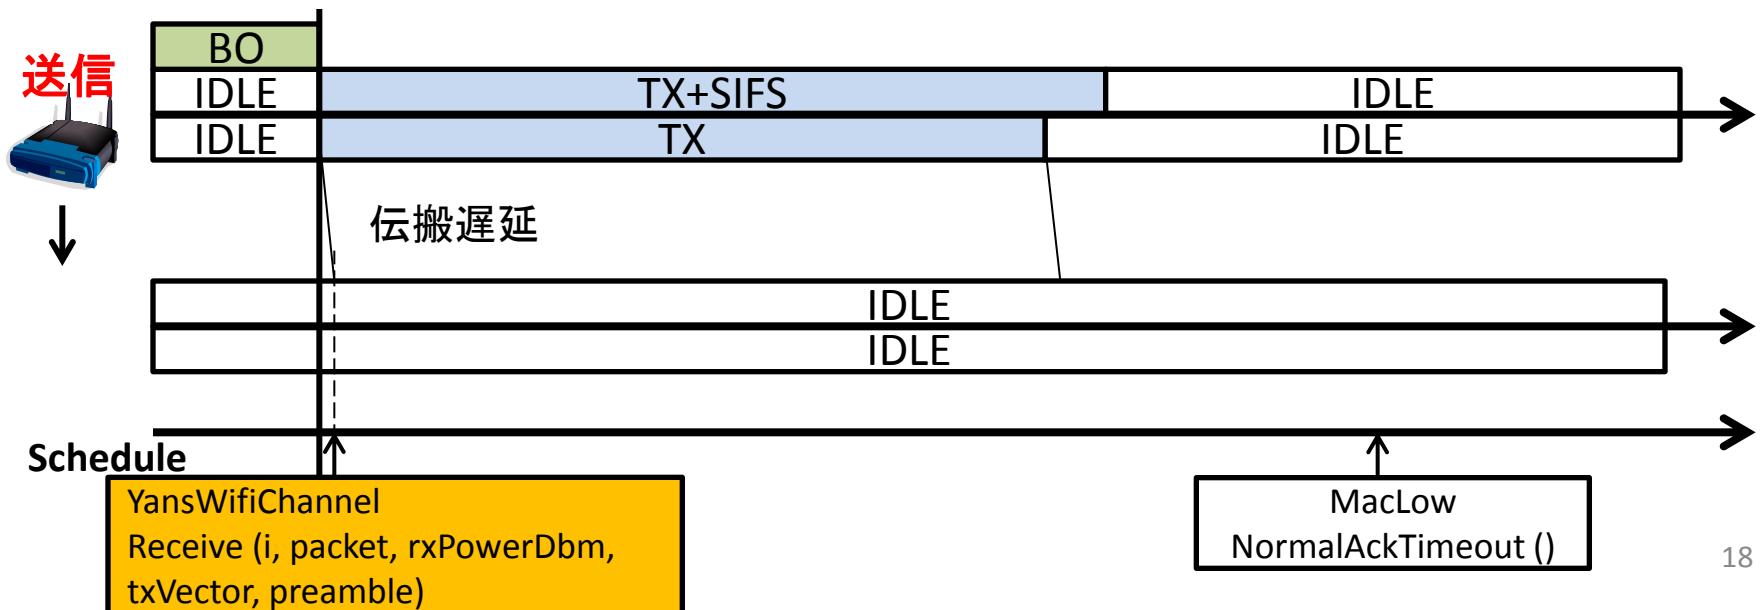 BO
送信
IDLE
TX+SIFS
IDLE
IDLE
TX
IDLE
伝搬遅延
IDLE
IDLE
Schedule
YansWifiChannel
Receive (i, packet, rxPowerDbm,
txVector, preamble)
MacLow
NormalAckTimeout ()
18